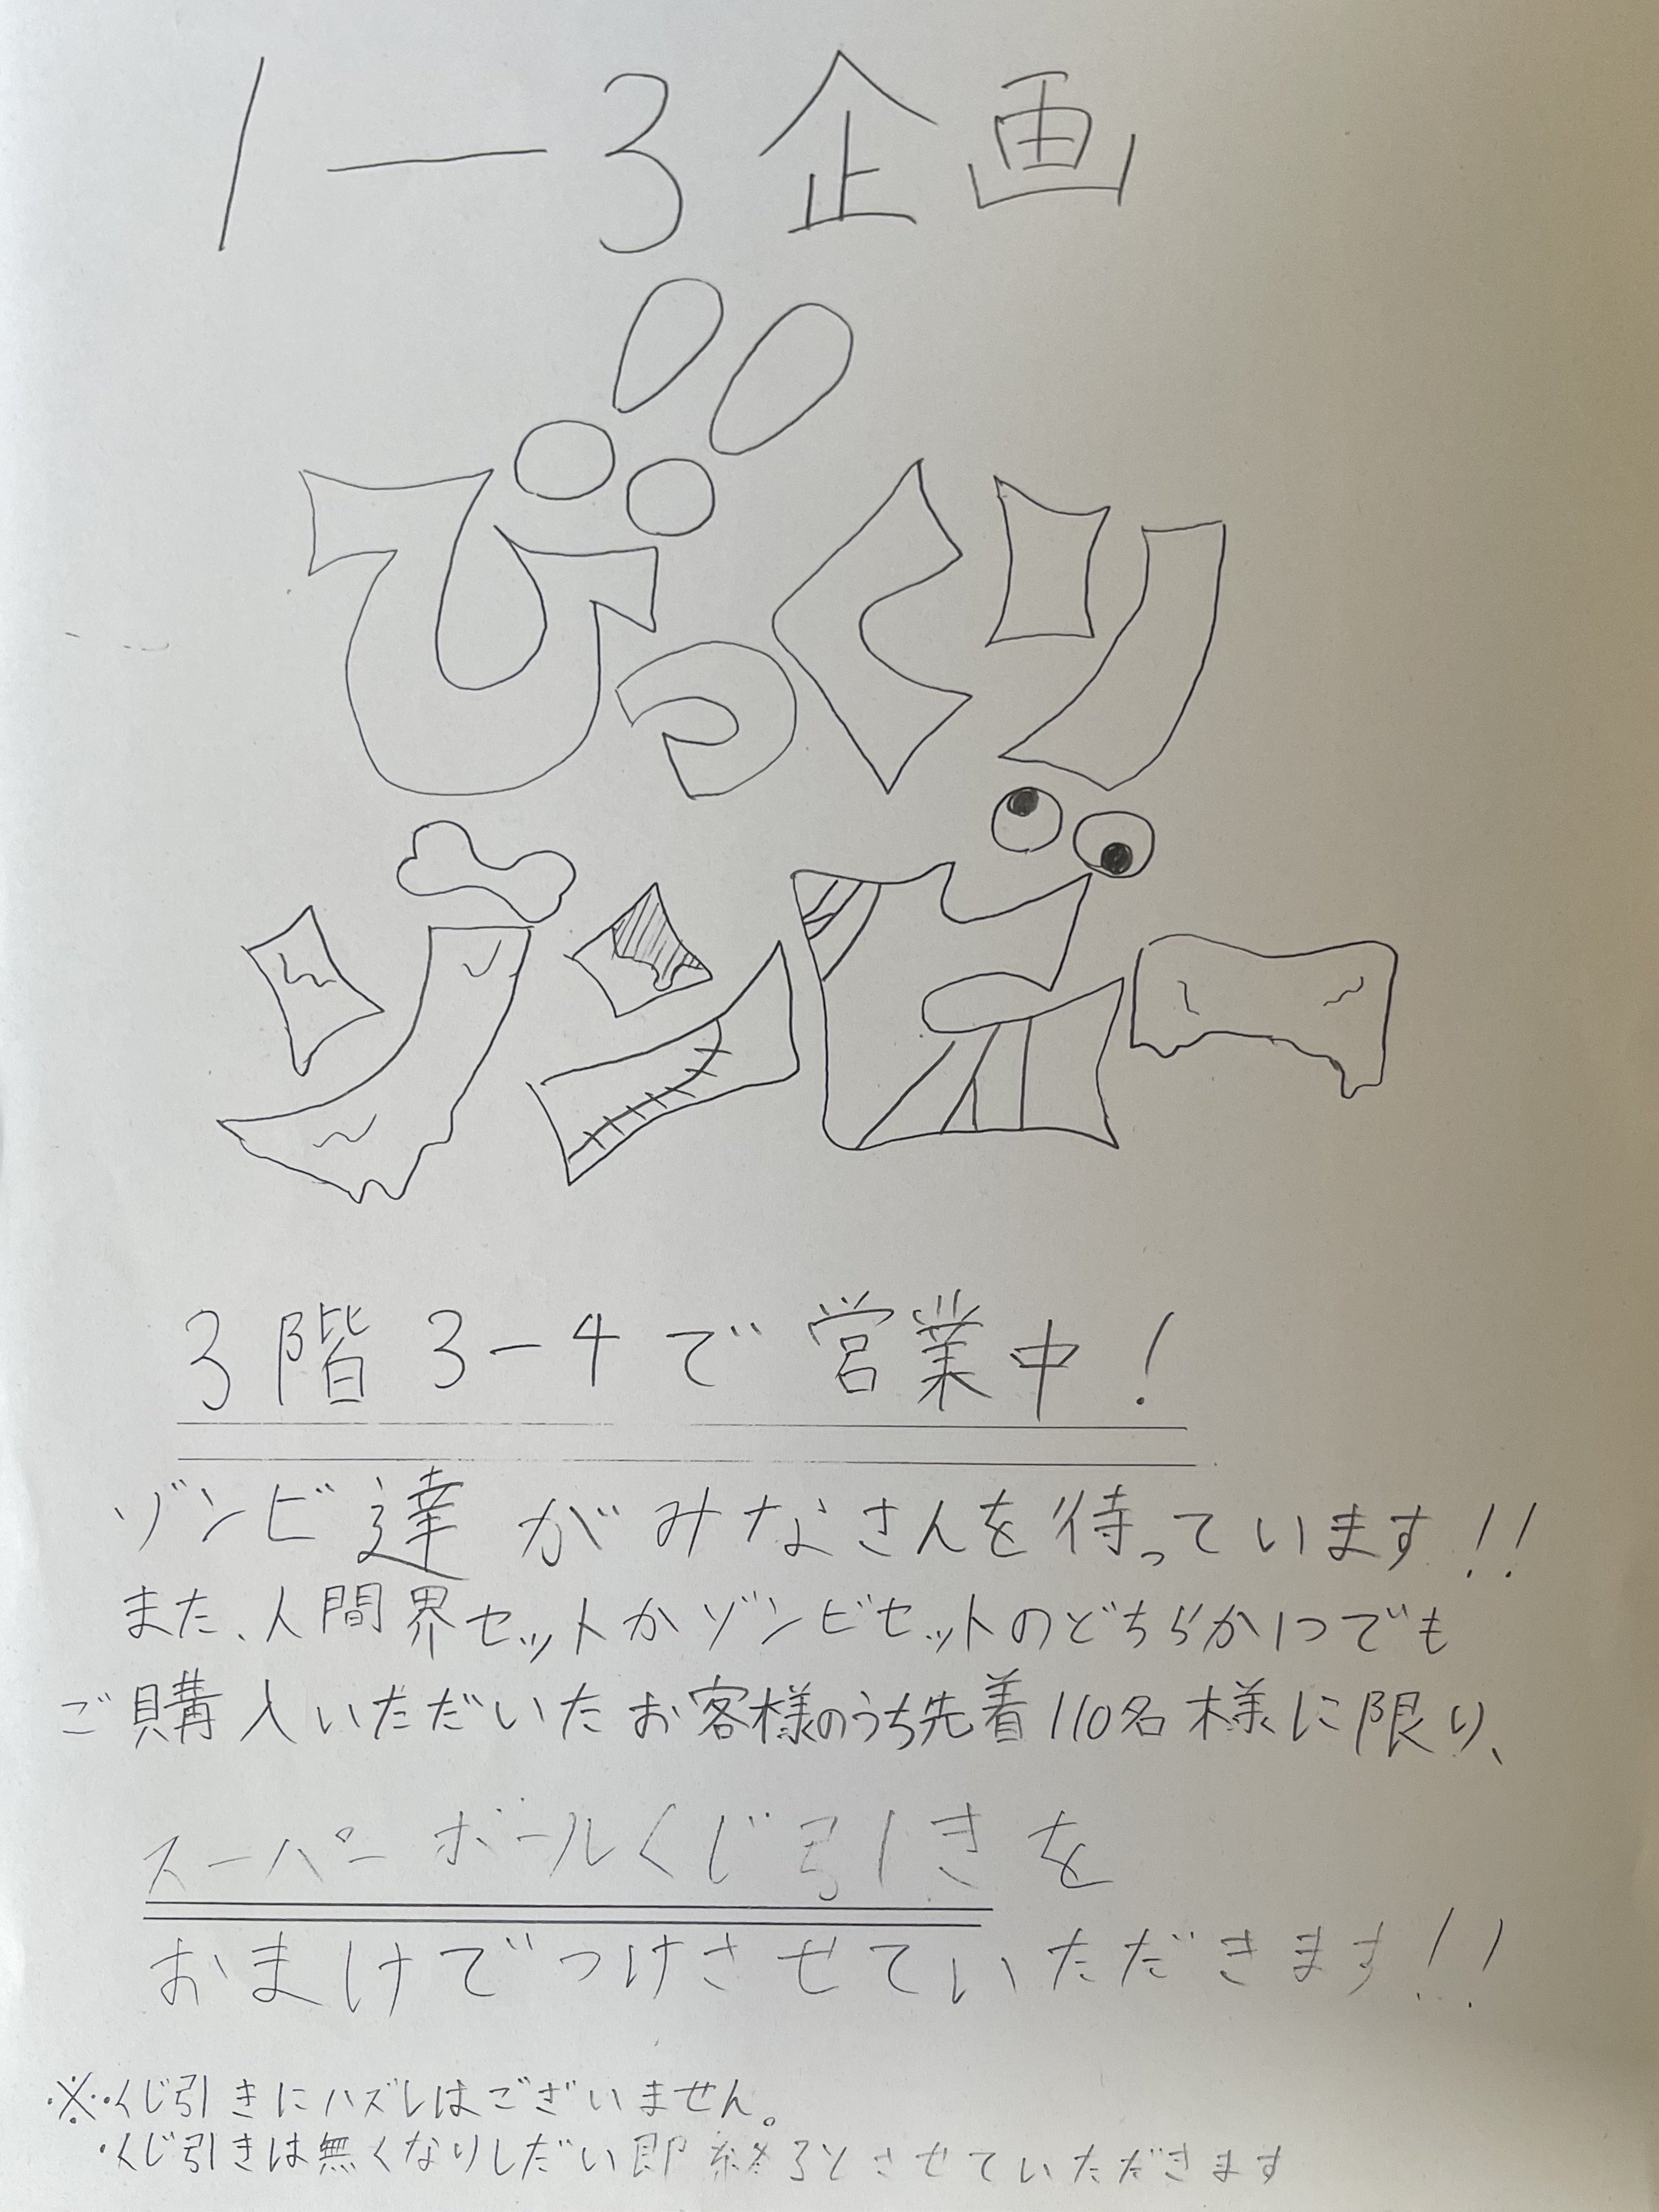 1-3企画
びっくり
ゾンビー
3階3-4で営業中!
ゾンビ達がみなさんを待っています!!
また、人間界セットかゾンビセットのどちらか1つでも
ご購入いただいたお客様のうち先着110名様に限り、
スーパーボールくじ引きを
おまけでつけさせていただきます!!
※・くじ引きにハズレはございません。
・くじ引きは無くなりしだい即終了とさせていただきます